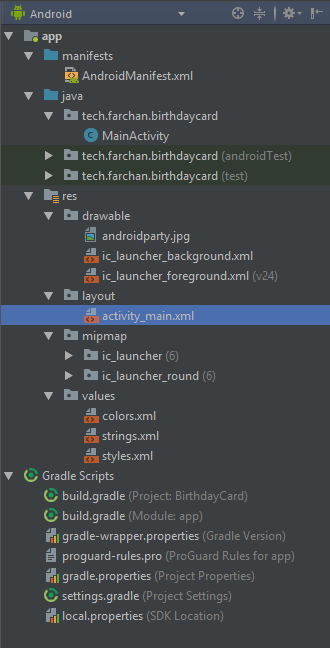 Android
app
manifests
AndroidManifest.xml
java
tech.farchan.birthdaycard
MainActivity
tech.farchan.birthdaycard (androidTest)
tech.farchan.birthdaycard (test)
res
drawable
androidparty.jpg
ic_launcher_background.xml
ic_launcher_foreground.xml (v24)
layout
activity_main.xml
mipmap
ic_launcher (6)
ic_launcher_round (6)
values
colors.xml
strings.xml
styles.xml
Gradle Scripts
build.gradle (Project: BirthdayCard)
build.gradle (Module: app)
gradle-wrapper.properties (Gradle Version)
proguard-rules.pro (ProGuard Rules for app)
gradle.properties (Project Properties)
settings.gradle (Project Settings)
local.properties (SDK Location)